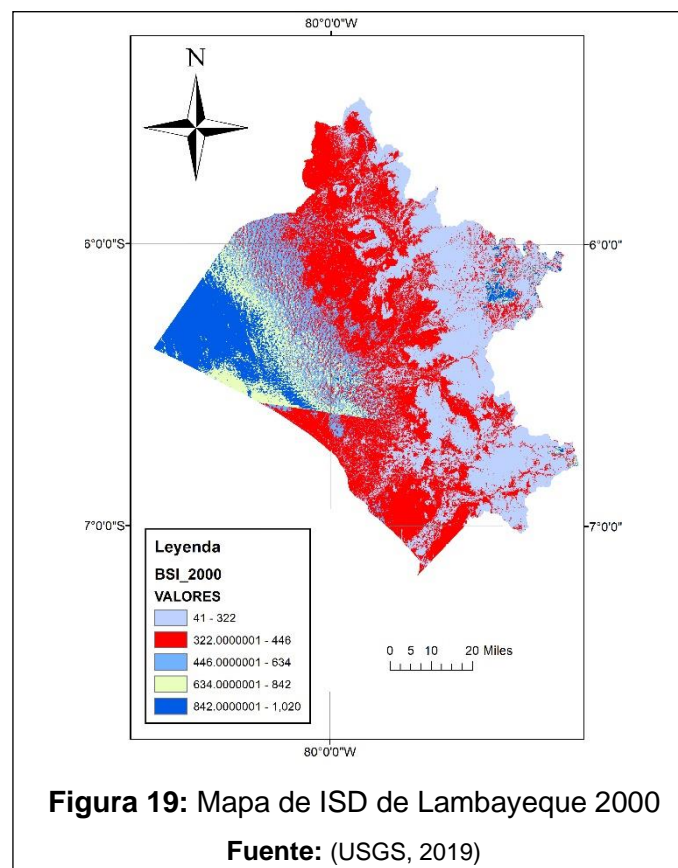 80°0'0"W
N
6°0'0"S
6°0'0"
7°0'0"S
7°0'0"
Leyenda
BSI_2000
VALORES
41 - 322
322.0000001 - 446
446.0000001 - 634
634.0000001 - 842
842.0000001 - 1,020
0 5 10 20 Miles
80°0'0"W
Figura 19: Mapa de ISD de Lambayeque 2000
Fuente: (USGS, 2019)